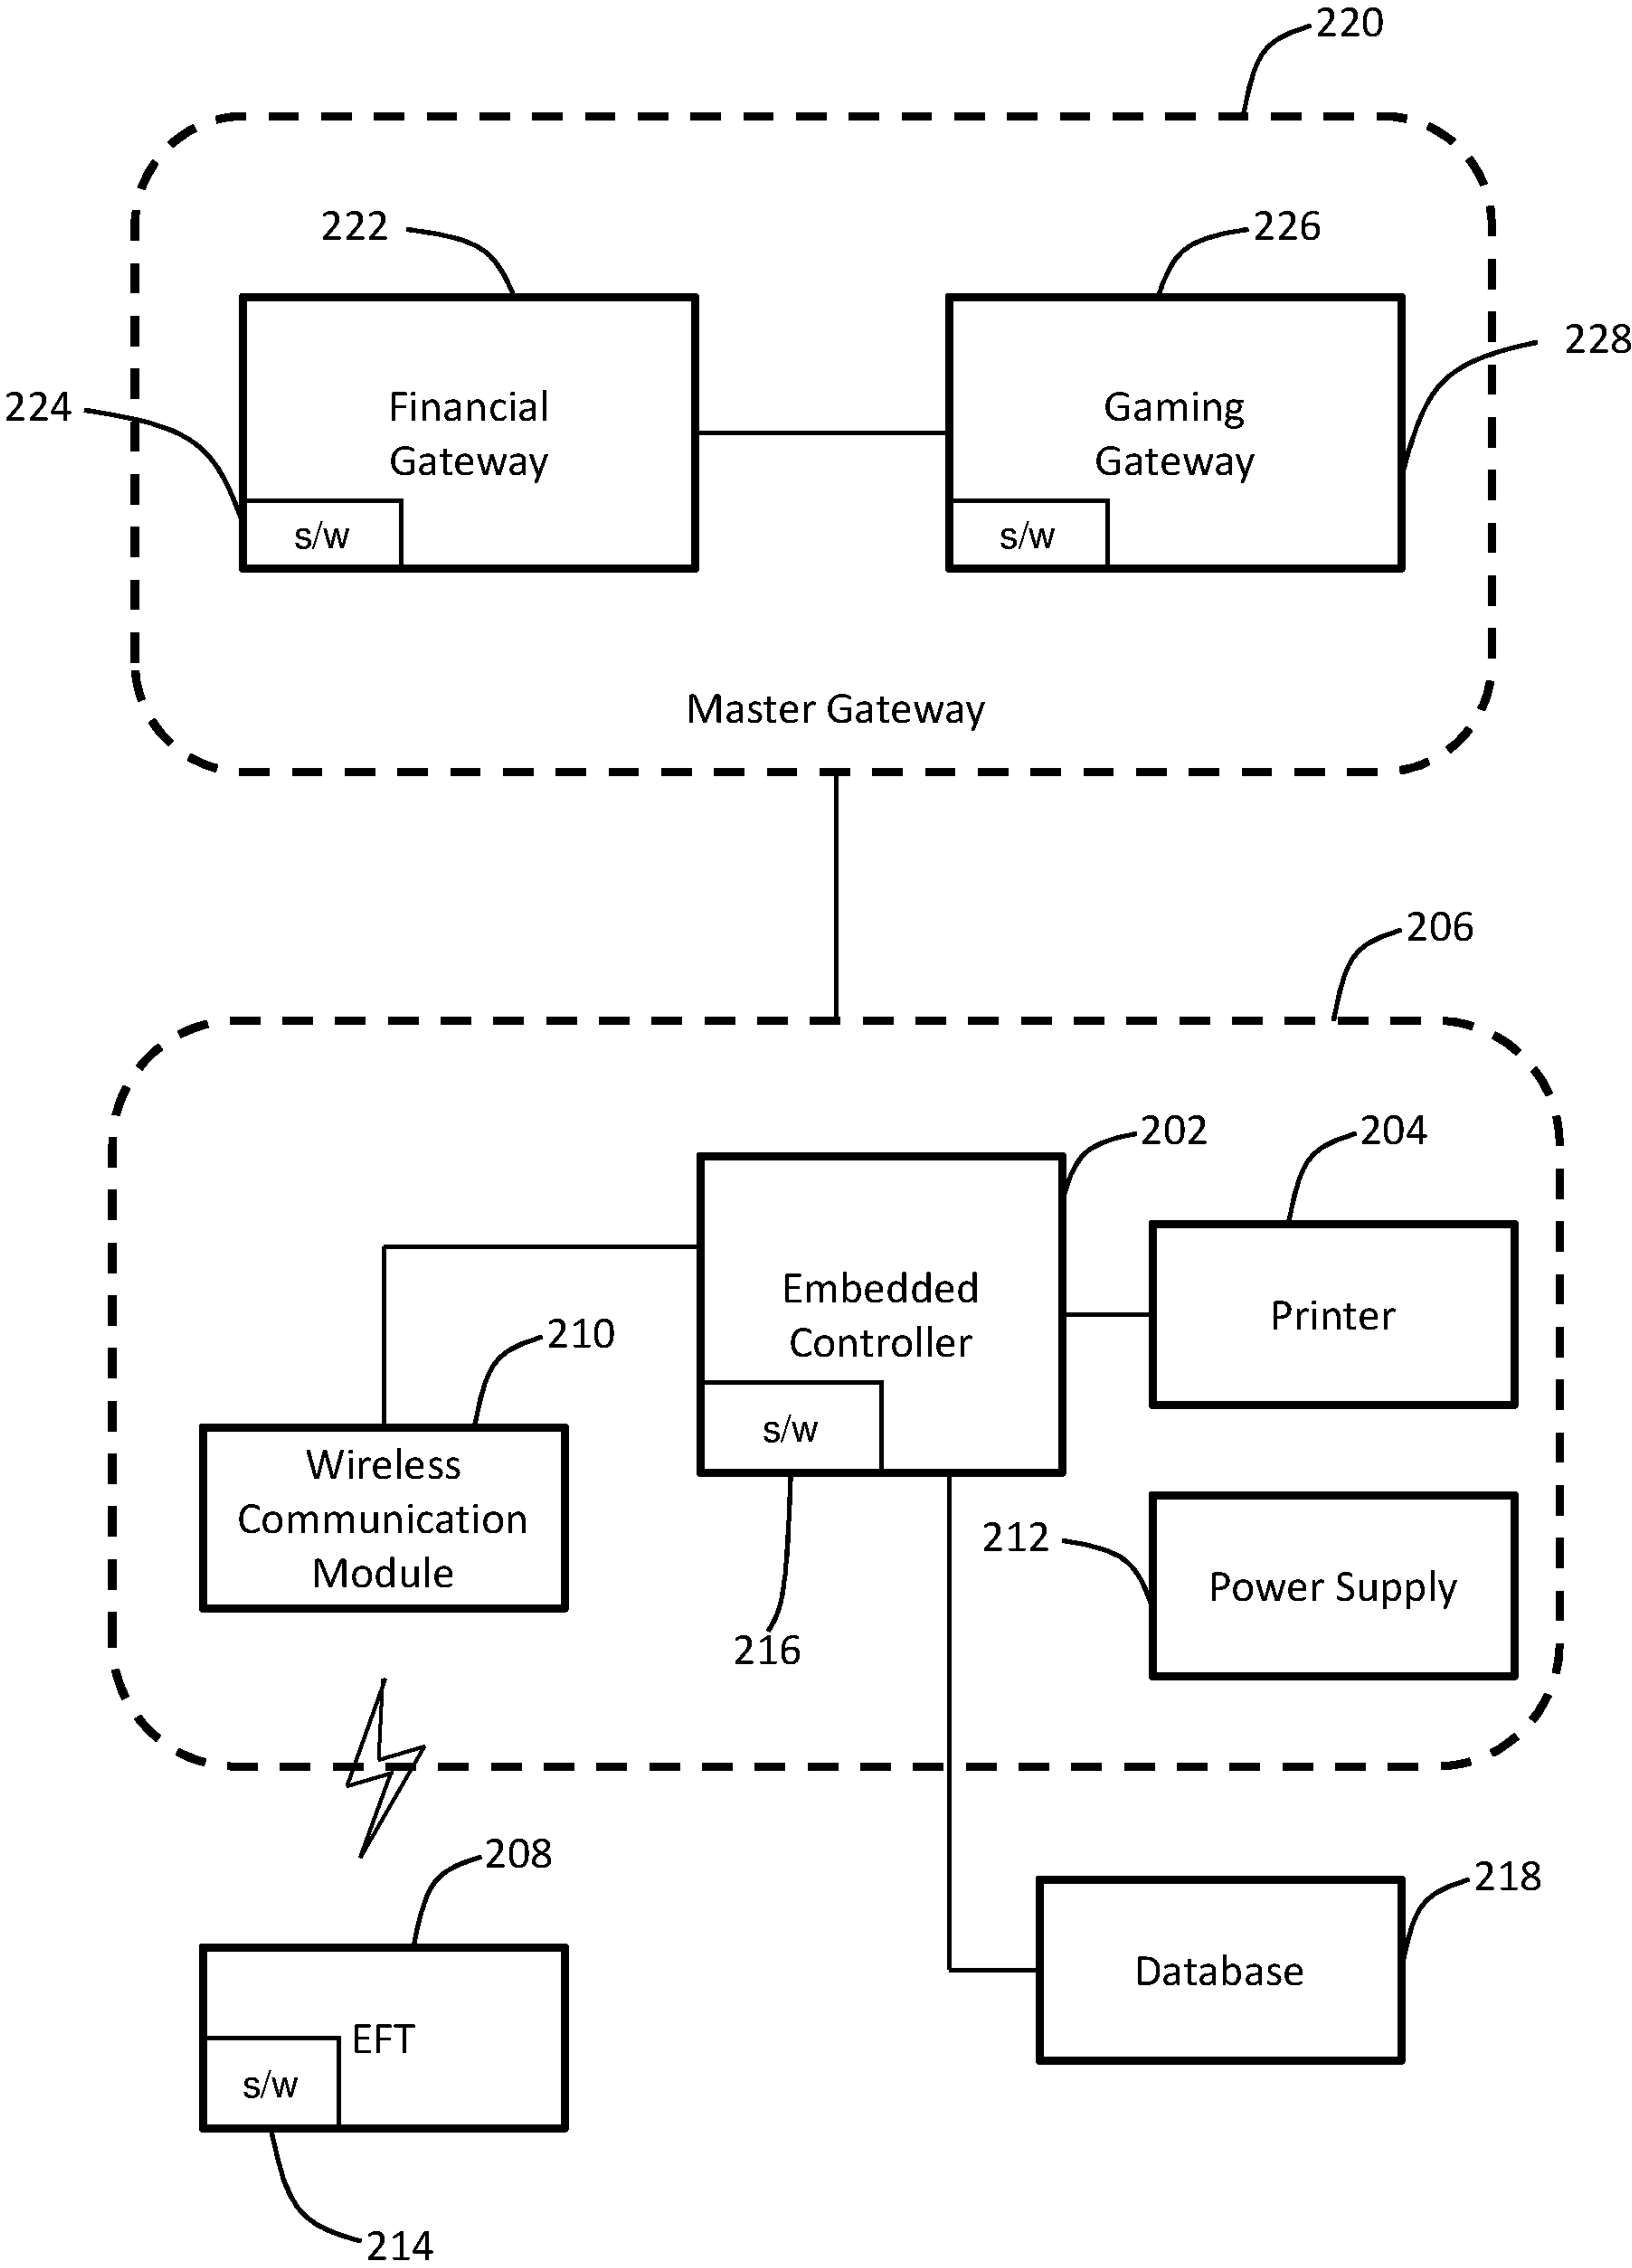 220
222
226
228
224
Financial
Gateway
Gaming
Gateway
s/w
s/w
Master Gateway
206
202
204
Embedded
Controller
Printer
210
s/w
Wireless
Communication
Module
212
Power Supply
216
208
218
Database
EFT
s/w
214